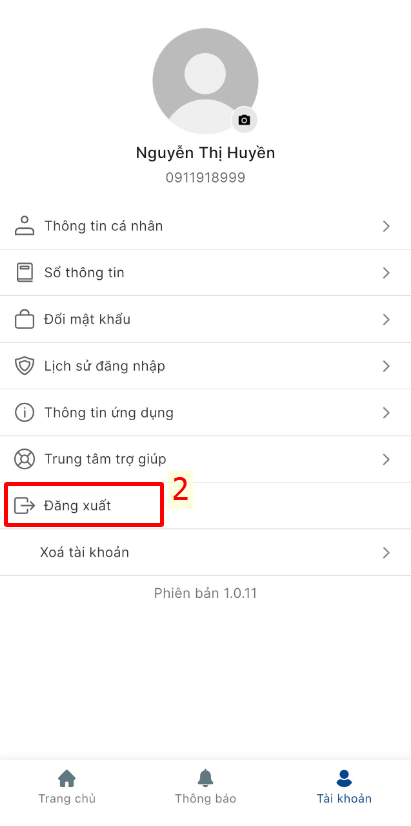 Nguyễn Thị Huyền
0911918999
Thông tin cá nhân
Sổ thông tin
Đổi mật khẩu
Lịch sử đăng nhập
Thông tin ứng dụng
Trung tâm trợ giúp
Đăng xuất
2
Xoá tài khoản
Phiên bản 1.0.11
Trang chủ
Thông báo
Tài khoản